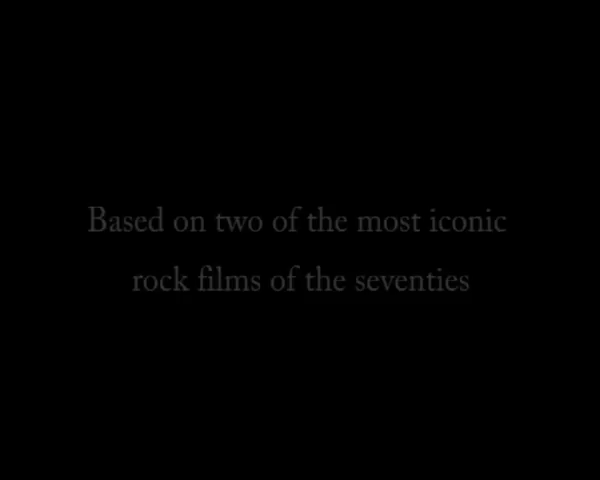 Based on two of the most iconic
rock films of the seventies